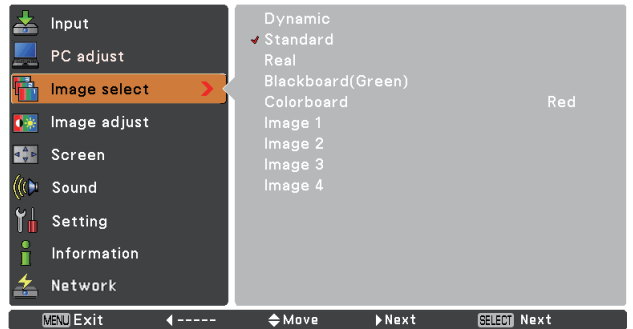 Input
PC adjust
Image select
Image adjust
Screen
Sound
Setting
Information
Network
Dynamic
Standard
Real
Blackboard(Green)
Colorboard Red
Image 1
Image 2
Image 3
Image 4
MENU Exit ◀ ----- Move Next SELECT Next